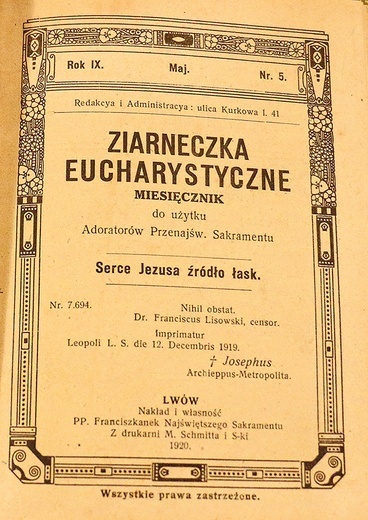 Rok IX. Maj. Nr. 5.
Redakcya i Administracya: ulica Kurkowa l. 41
ZIARNECZKA
EUCHARYSTYCZNE
MIESIĘCZNIK
do użytku
Adoratorów Przenajśw. Sakramentu
Serce Jezusa źródło łask.
Nr. 7.694.
Nihil obstat.
Dr. Franciscus Lisowski, censor.
Imprimatur
Leopoli L. S. die 12. Decembris 1919.
† Josephus
Archieppus-Metropolita.
LWÓW
Nakład i własność
PP. Franciszkanek Najświętszego Sakramentu
Z drukarni M. Schmitta i S-ki
1920.
Wszystkie prawa zastrzeżone.